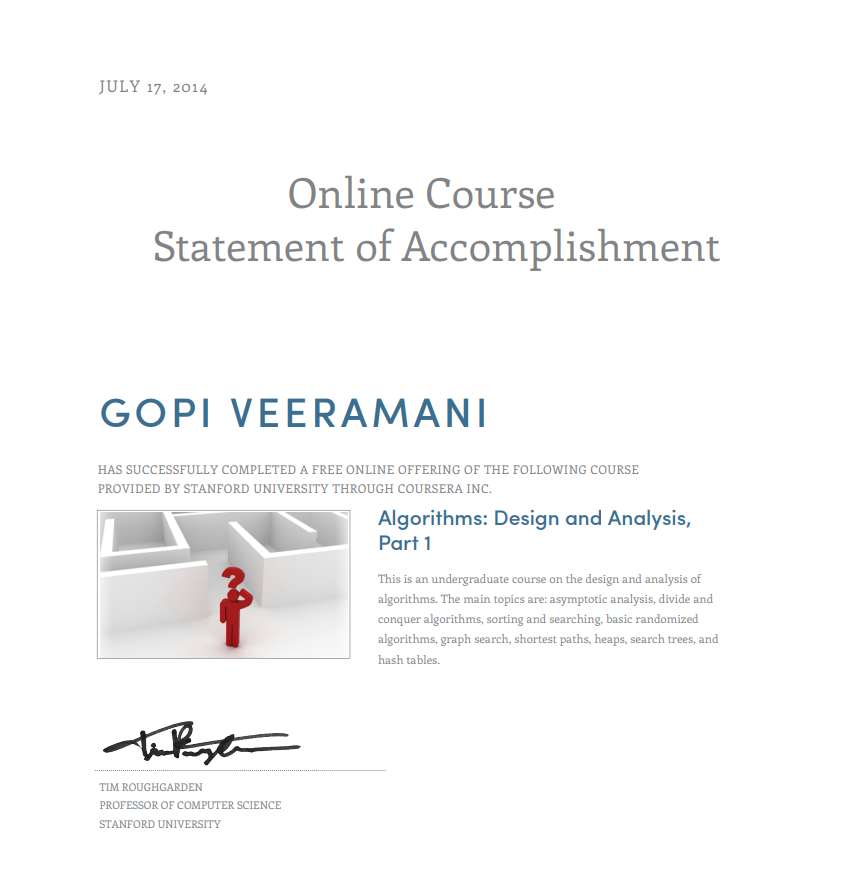 JULY 17, 2014
Online Course
Statement of Accomplishment
GOPI VEERAMANI
HAS SUCCESSFULLY COMPLETED A FREE ONLINE OFFERING OF THE FOLLOWING COURSE
PROVIDED BY STANFORD UNIVERSITY THROUGH COURSERA INC.
Algorithms: Design and Analysis,
Part 1
This is an undergraduate course on the design and analysis of
algorithms. The main topics are: asymptotic analysis, divide and
conquer algorithms, sorting and searching, basic randomized
algorithms, graph search, shortest paths, heaps, search trees, and
hash tables.
?
Tim Roughgarden
TIM ROUGHGARDEN
PROFESSOR OF COMPUTER SCIENCE
STANFORD UNIVERSITY